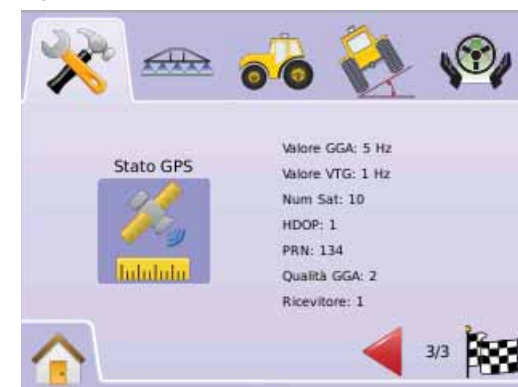 Stato GPS
Valore GGA: 5 Hz
Valore VTG: 1 Hz
Num Sat: 10
HDOP: 1
PRN: 134
Qualità GGA: 2
Ricevitore: 1
3/3